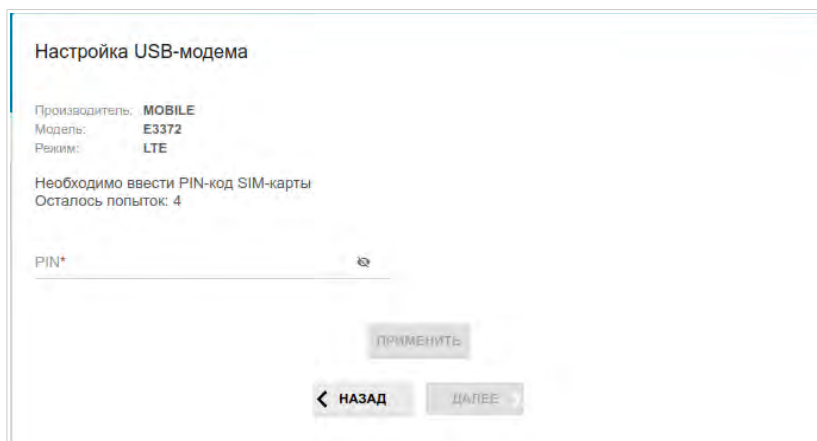 Настройка USB-модема
Производитель: MOBILE
Модель: E3372
Режим: LTE
Необходимо ввести PIN-код SIM-карты
Осталось попыток: 4
PIN*
ПРИМЕНИТЬ
НАЗАД ДАЛЕЕ